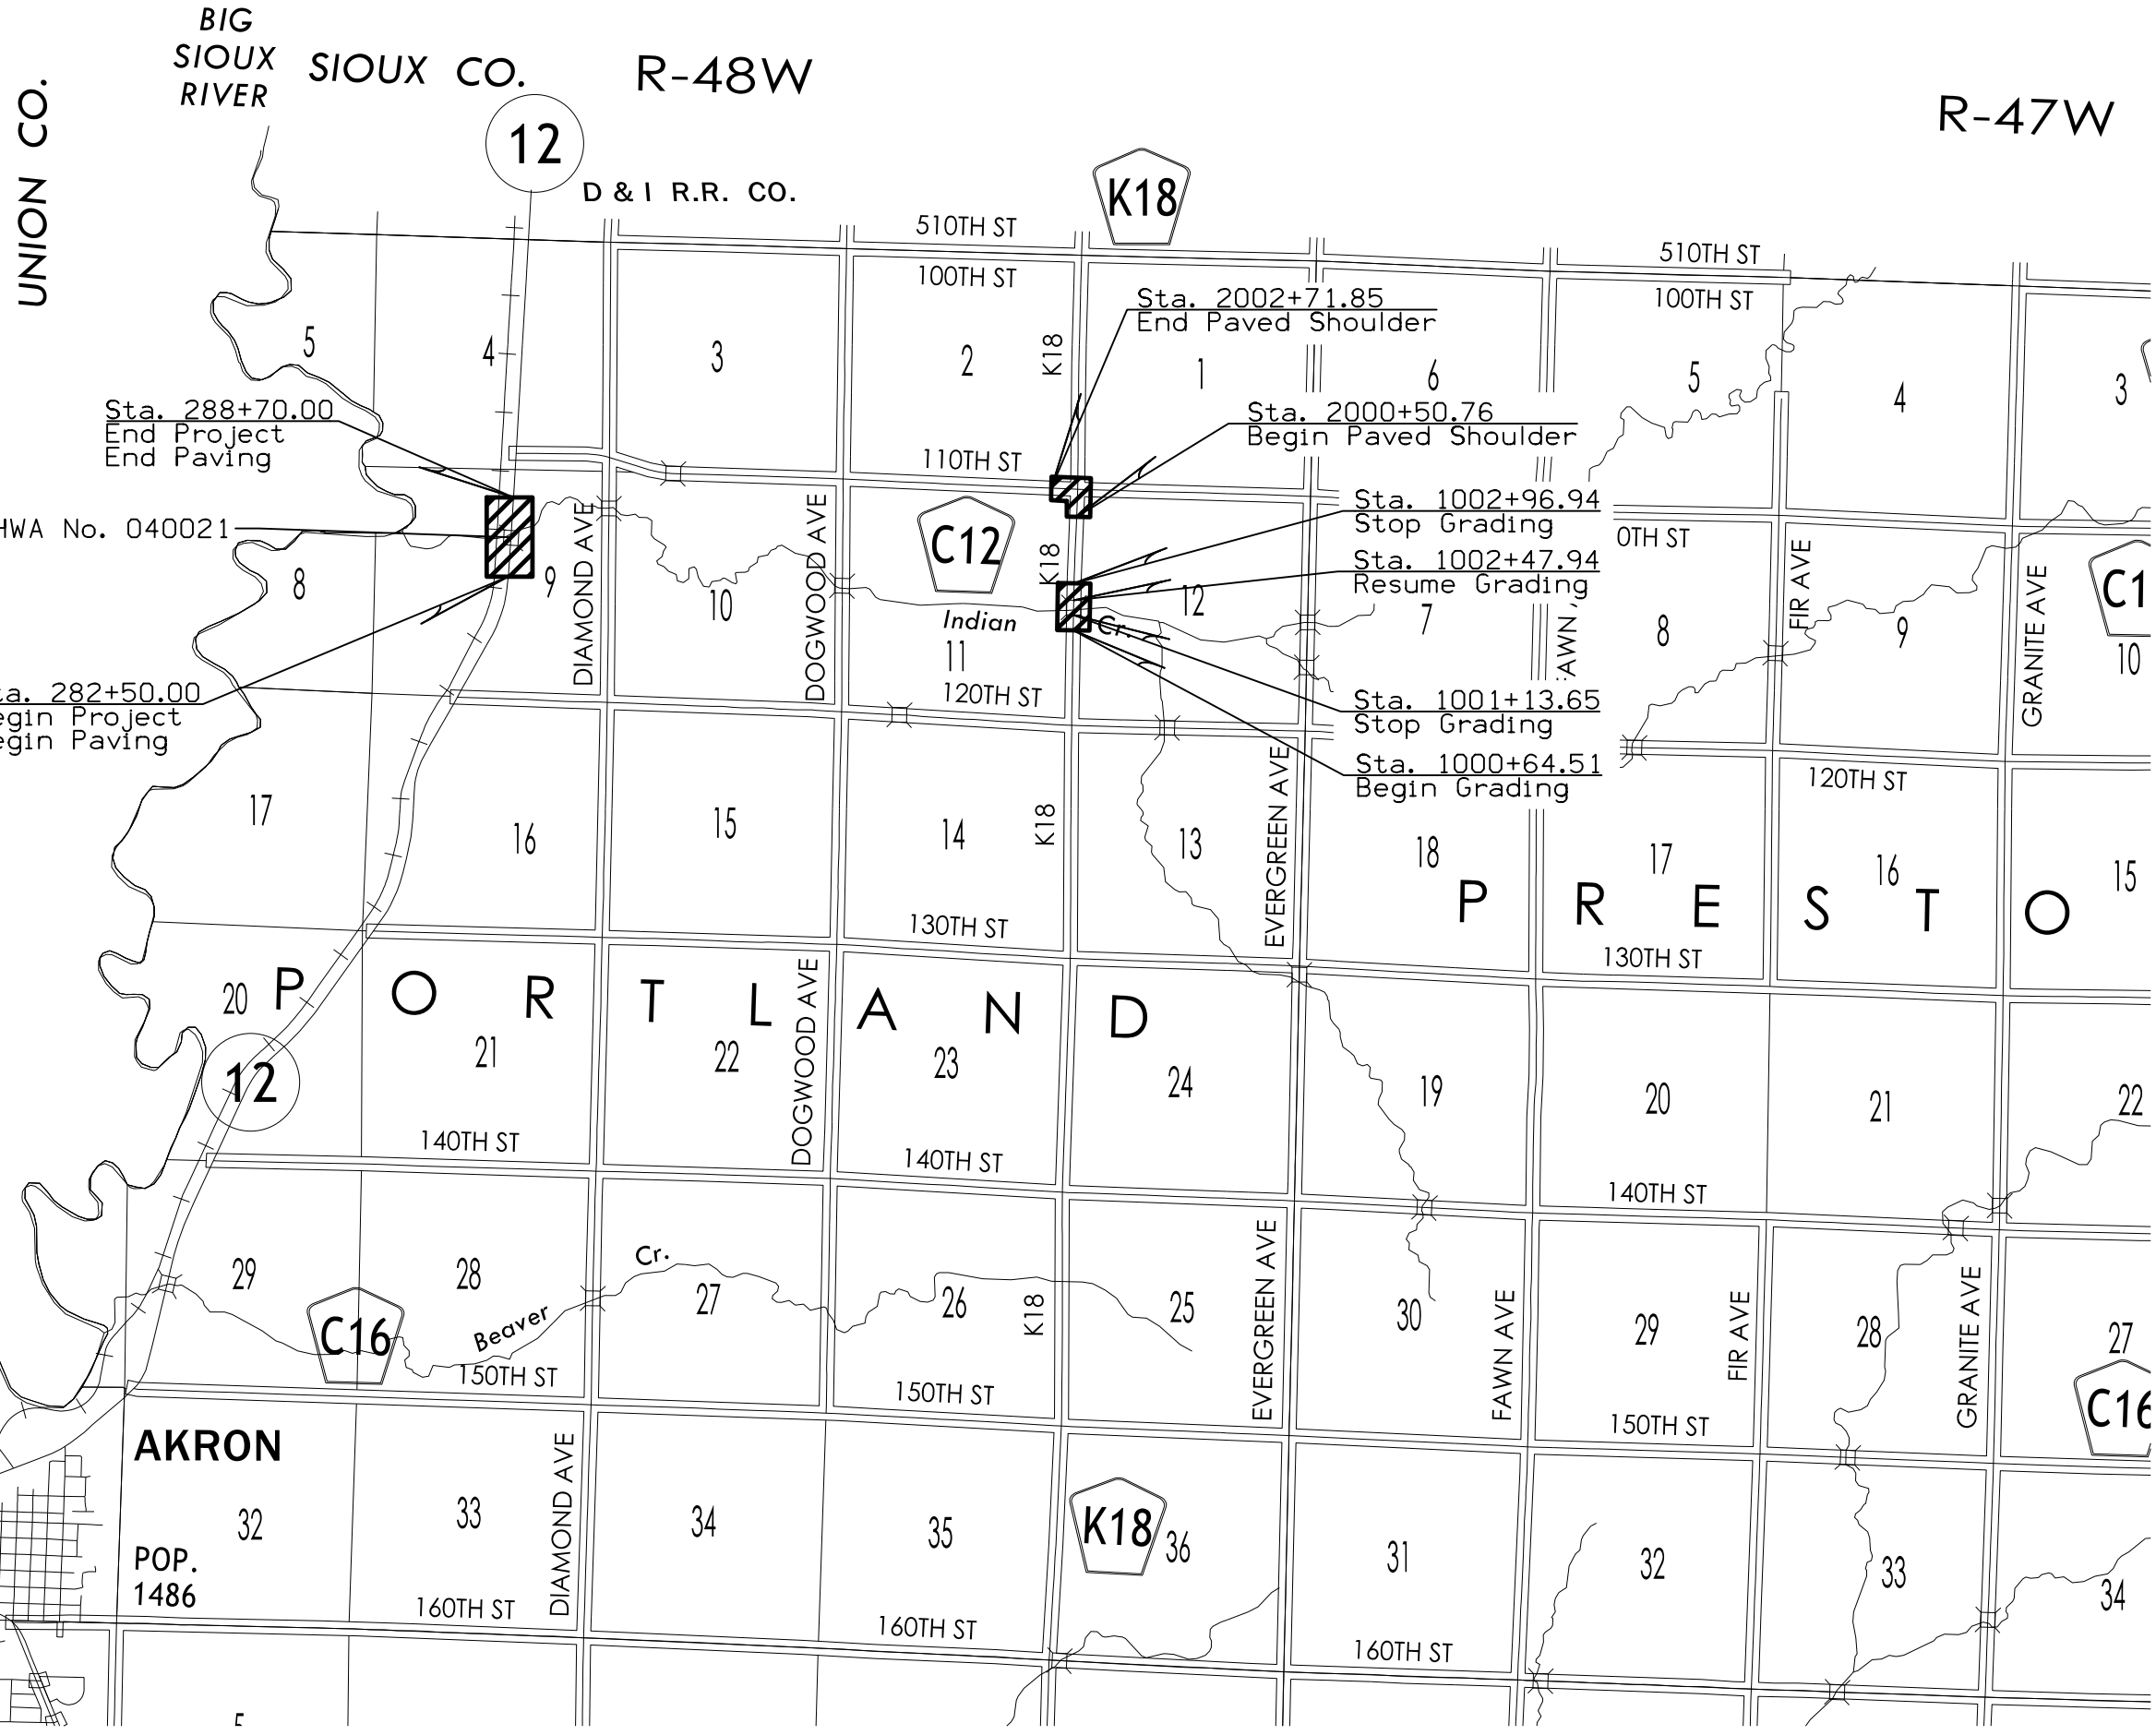 BIG
SIOUX
RIVER
SIOUX CO.
R-48W
R-47W
UNION CO.
12
D & I R.R. CO.
K18
510TH ST
510TH ST
100TH ST
100TH ST
Sta. 2002+71.85
End Paved Shoulder
5
4
3
2
K18
1
6
5
4
3
Sta. 288+70.00
End Project
End Paving
Sta. 2000+50.76
Begin Paved Shoulder
110TH ST
Sta. 1002+96.94
Stop Grading
HWA No. 040021
DIAMOND AVE
DOGWOOD AVE
C12
K18
0TH ST
FIR AVE
Sta. 1002+47.94
Resume Grading
C1
8
9
10
Indian
Cr.
11
12
7
AWN
8
9
GRANITE AVE
10
ta. 282+50.00
egin Project
egin Paving
120TH ST
Sta. 1001+13.65
Stop Grading
Sta. 1000+64.51
Begin Grading
120TH ST
17
16
15
14
K18
13
EVERGREEN AVE
18
17
16
15
P R E S T O
130TH ST
130TH ST
20
P O R T L A N D
12
21
22
DOGWOOD AVE
23
24
19
20
21
22
140TH ST
140TH ST
140TH ST
29
28
Cr.
Beaver
27
26
K18
25
EVERGREEN AVE
30
FAWN AVE
29
FIR AVE
28
GRANITE AVE
27
C16
C16
150TH ST
150TH ST
150TH ST
AKRON
32
33
DIAMOND AVE
34
35
K18
36
31
32
33
34
POP.
1486
160TH ST
160TH ST
160TH ST
5